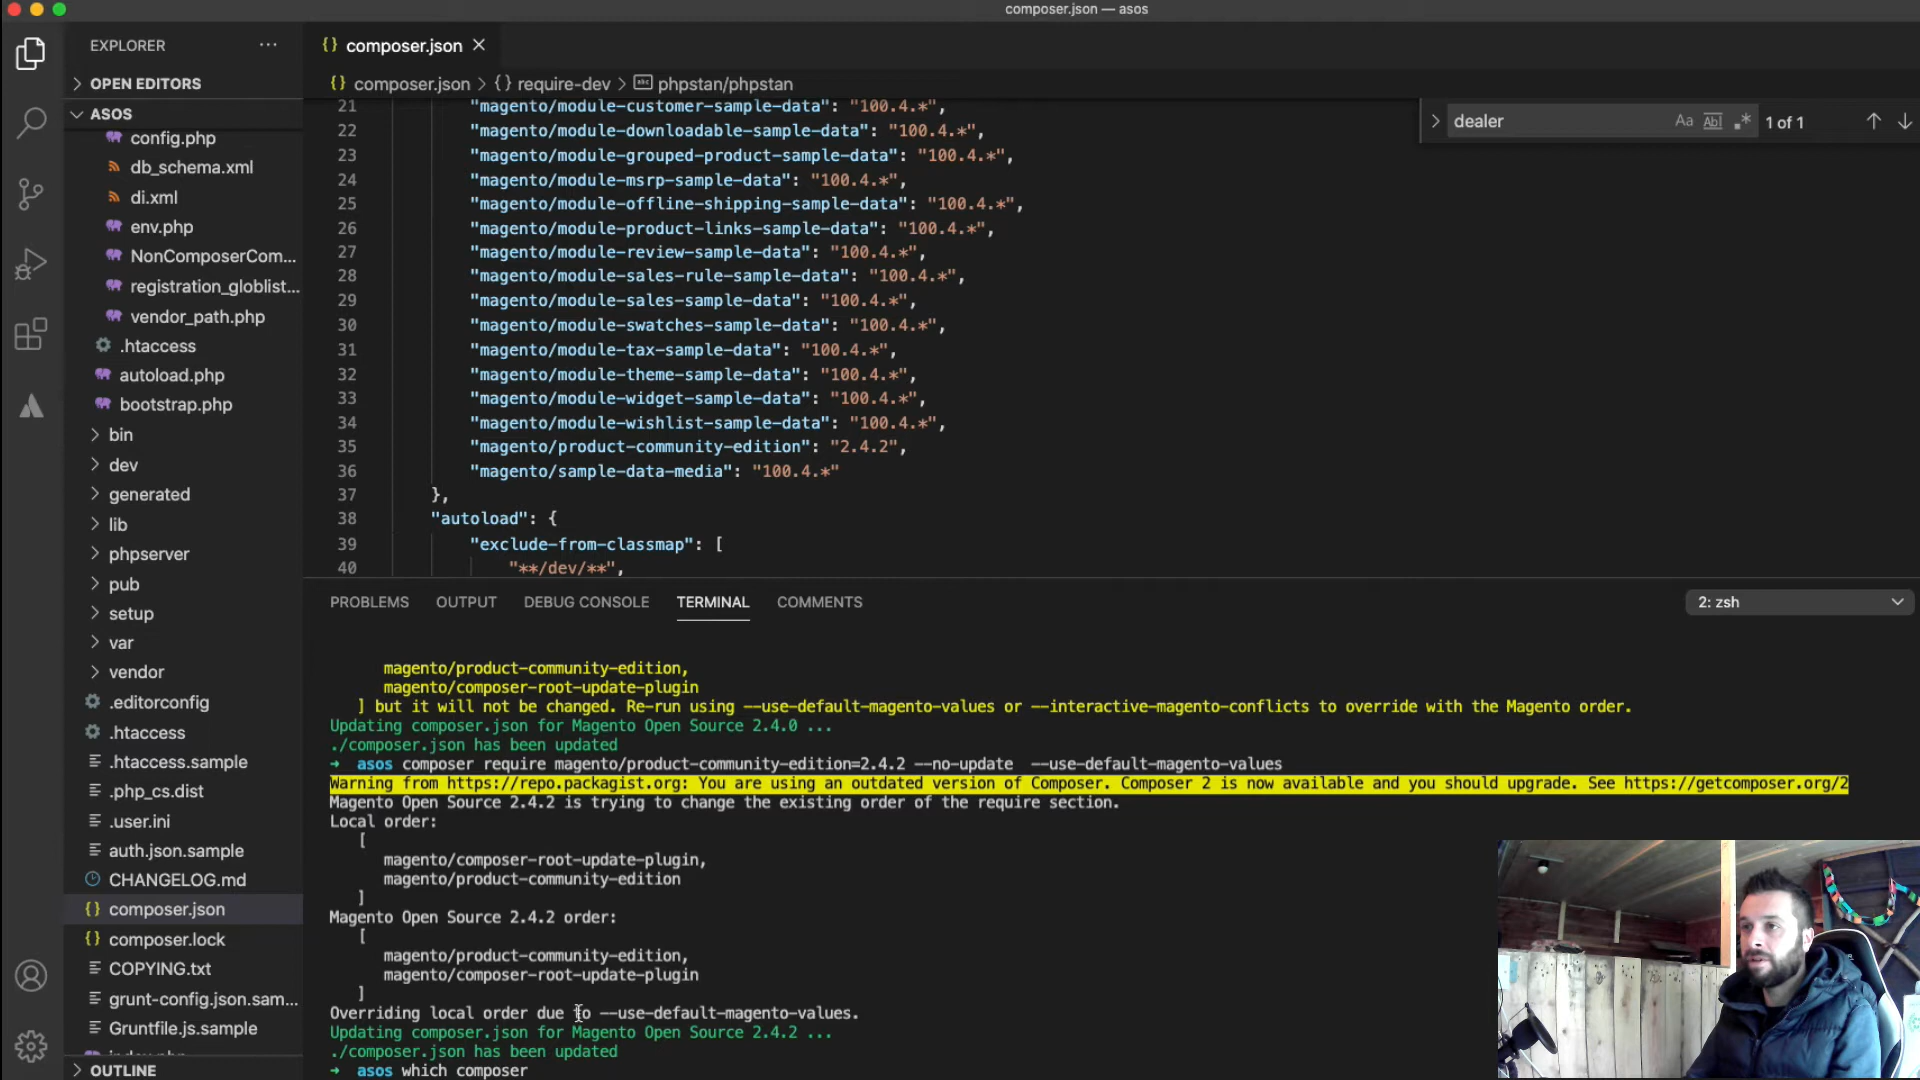 composer.json — asos
EXPLORER
OPEN EDITORS
ASOS
config.php
db_schema.xml
di.xml
env.php
NonComposerCom...
registration_globlist...
vendor_path.php
.htaccess
autoload.php
bootstrap.php
bin
dev
generated
lib
phpserver
pub
setup
var
vendor
.editorconfig
.htaccess
.htaccess.sample
.php_cs.dist
.user.ini
auth.json.sample
CHANGELOG.md
composer.json
composer.lock
COPYING.txt
grunt-config.json.sam...
Gruntfile.js.sample
index.php
OUTLINE
composer.json
composer.json > {} require-dev > phpstan/phpstan
dealer Aa Abl .* 1 of 1
21 "magento/module-customer-sample-data": "100.4.*",
22 "magento/module-downloadable-sample-data": "100.4.*",
23 "magento/module-grouped-product-sample-data": "100.4.*",
24 "magento/module-msrp-sample-data": "100.4.*",
25 "magento/module-offline-shipping-sample-data": "100.4.*",
26 "magento/module-product-links-sample-data": "100.4.*",
27 "magento/module-review-sample-data": "100.4.*",
28 "magento/module-sales-rule-sample-data": "100.4.*",
29 "magento/module-sales-sample-data": "100.4.*",
30 "magento/module-swatches-sample-data": "100.4.*",
31 "magento/module-tax-sample-data": "100.4.*",
32 "magento/module-theme-sample-data": "100.4.*",
33 "magento/module-widget-sample-data": "100.4.*",
34 "magento/module-wishlist-sample-data": "100.4.*",
35 "magento/product-community-edition": "2.4.2",
36 "magento/sample-data-media": "100.4.*"
37 },
38 "autoload": {
39 "exclude-from-classmap": [
40 "**/dev/**",
PROBLEMS OUTPUT DEBUG CONSOLE TERMINAL COMMENTS
2: zsh
magento/product-community-edition,
magento/composer-root-update-plugin
] but it will not be changed. Re-run using --use-default-magento-values or --interactive-magento-conflicts to override with the Magento order.
Updating composer.json for Magento Open Source 2.4.0 ...
./composer.json has been updated
→ asos composer require magento/product-community-edition=2.4.2 --no-update --use-default-magento-values
Warning from https://repo.packagist.org: You are using an outdated version of Composer. Composer 2 is now available and you should upgrade. See https://getcomposer.org/2
Magento Open Source 2.4.2 is trying to change the existing order of the require section.
Local order:
[
magento/composer-root-update-plugin,
magento/product-community-edition
]
Magento Open Source 2.4.2 order:
[
magento/product-community-edition,
magento/composer-root-update-plugin
]
Overriding local order due to --use-default-magento-values.
Updating composer.json for Magento Open Source 2.4.2 ...
./composer.json has been updated
→ asos which composer